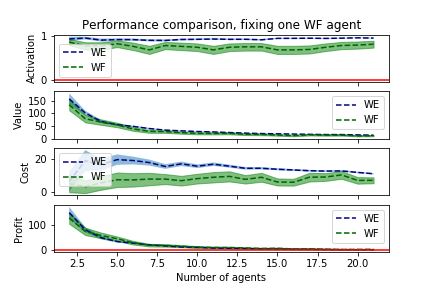 Performance comparison, fixing one WF agent
Activation
1
0
WE
WF
Value
150
100
50
0
WE
WF
Cost
20
0
WE
WF
Profit
100
0
WE
WF
2.5 5.0 7.5 10.0 12.5 15.0 17.5 20.0
Number of agents